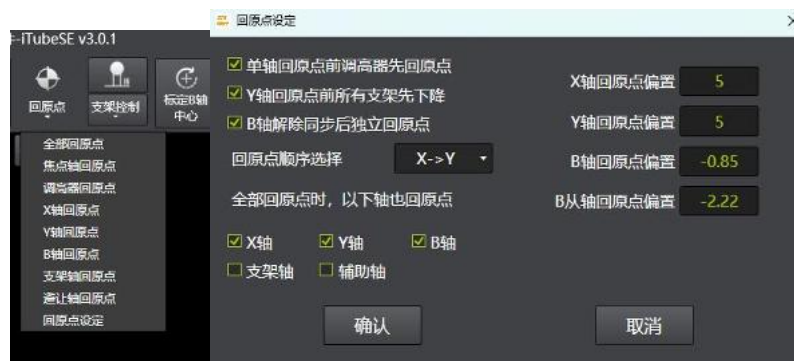 iTubeSE v3.0.1
回原点
支架控制
标定B轴
中心
全部回原点
焦点轴回原点
调高器回原点
X轴回原点
Y轴回原点
B轴回原点
支架轴回原点
避让轴回原点
回原点设定
回原点设定
单轴回原点前调高器先回原点
Y轴回原点前所有支架先下降
B轴解除同步后独立回原点
回原点顺序选择 X->Y
全部回原点时，以下轴也回原点
X轴 Y轴 B轴
支架轴 辅助轴
X轴回原点偏置 5
Y轴回原点偏置 5
B轴回原点偏置 -0.85
B从轴回原点偏置 -2.22
确认 取消